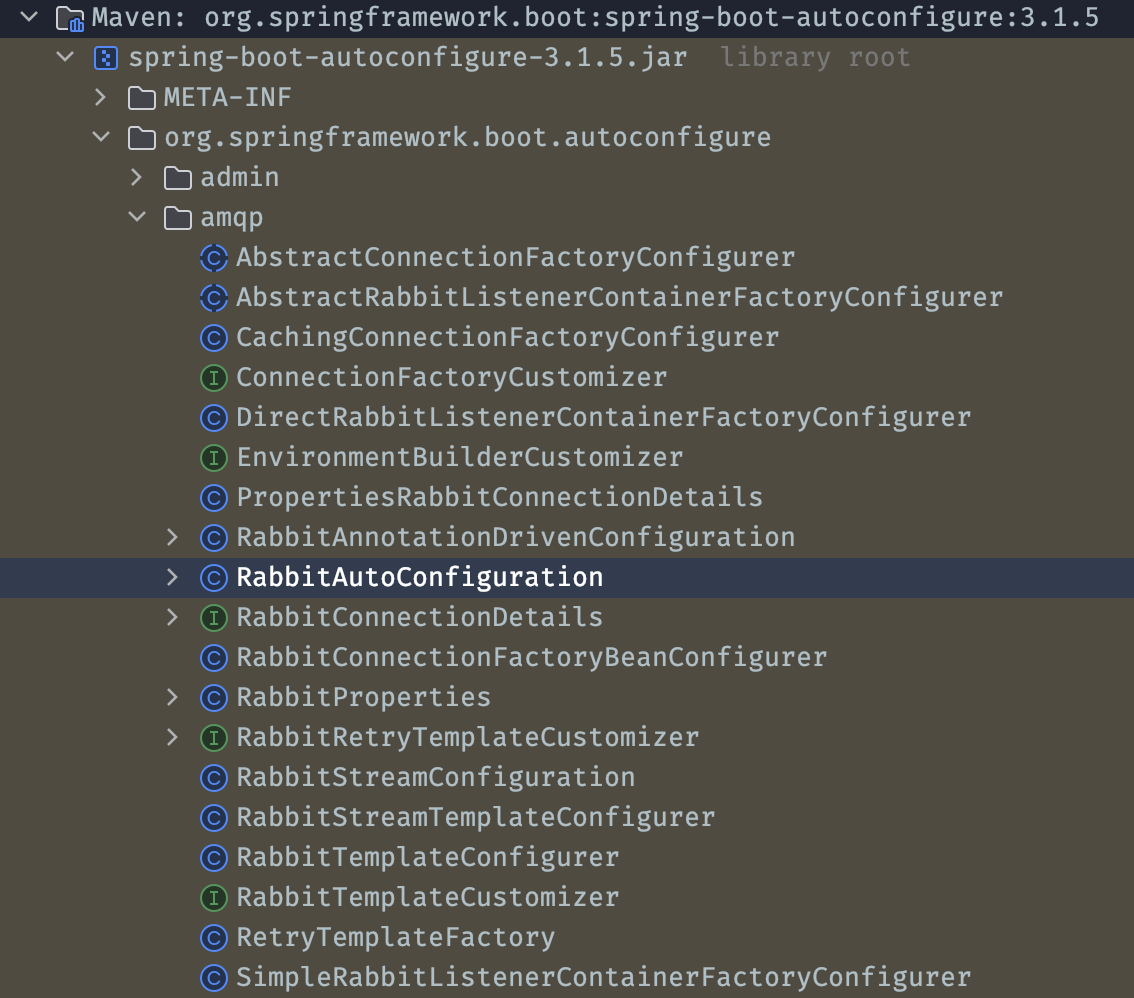 Maven: org.springframework.boot:spring-boot-autoconfigure:3.1.5
spring-boot-autoconfigure-3.1.5.jar library root
META-INF
org.springframework.boot.autoconfigure
admin
amqp
C AbstractConnectionFactoryConfigurer
C AbstractRabbitListenerContainerFactoryConfigurer
C CachingConnectionFactoryConfigurer
I ConnectionFactoryCustomizer
C DirectRabbitListenerContainerFactoryConfigurer
I EnvironmentBuilderCustomizer
C PropertiesRabbitConnectionDetails
C RabbitAnnotationDrivenConfiguration
C RabbitAutoConfiguration
I RabbitConnectionDetails
C RabbitConnectionFactoryBeanConfigurer
C RabbitProperties
I RabbitRetryTemplateCustomizer
C RabbitStreamConfiguration
C RabbitStreamTemplateConfigurer
C RabbitTemplateConfigurer
I RabbitTemplateCustomizer
C RetryTemplateFactory
C SimpleRabbitListenerContainerFactoryConfigurer